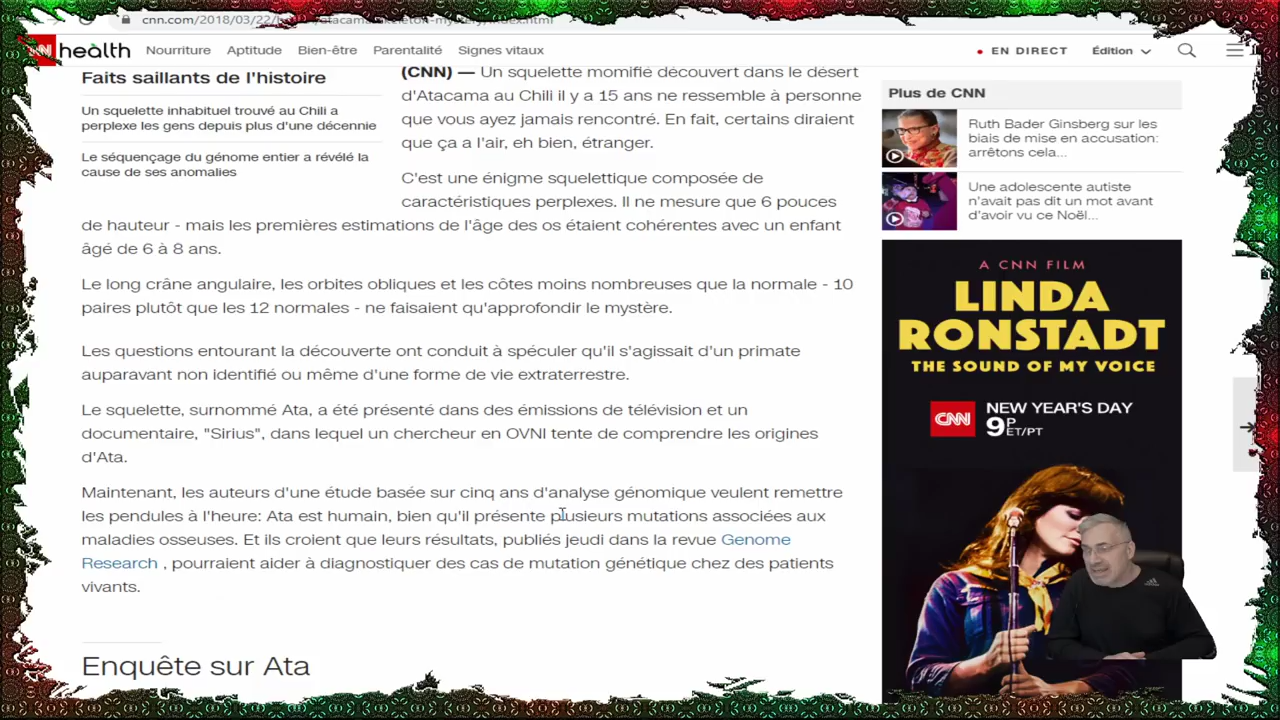 cnn.com/2018/03/22/
atacama-skeleton-mystery/index.html
CNN health Nourriture Aptitude Bien-être Parentalité Signes vitaux
EN DIRECT Édition
Faits saillants de l'histoire
Un squelette inhabituel trouvé au Chili a
perplexe les gens depuis plus d'une décennie
Le séquençage du génome entier a révélé la
cause de ses anomalies
(CNN) — Un squelette momifié découvert dans le désert
d'Atacama au Chili il y a 15 ans ne ressemble à personne
que vous ayez jamais rencontré. En fait, certains diraient
que ça a l'air, eh bien, étranger.
C'est une énigme squelettique composée de
caractéristiques perplexes. Il ne mesure que 6 pouces
de hauteur - mais les premières estimations de l'âge des os étaient cohérentes avec un enfant
âgé de 6 à 8 ans.
Le long crâne angulaire, les orbites obliques et les côtes moins nombreuses que la normale - 10
paires plutôt que les 12 normales - ne faisaient qu'approfondir le mystère.
Les questions entourant la découverte ont conduit à spéculer qu'il s'agissait d'un primate
auparavant non identifié ou même d'une forme de vie extraterrestre.
Le squelette, surnommé Ata, a été présenté dans des émissions de télévision et un
documentaire, "Sirius", dans lequel un chercheur en OVNI tente de comprendre les origines
d'Ata.
Maintenant, les auteurs d'une étude basée sur cinq ans d'analyse génomique veulent remettre
les pendules à l'heure: Ata est humain, bien qu'il présente plusieurs mutations associées aux
maladies osseuses. Et ils croient que leurs résultats, publiés jeudi dans la revue Genome
Research , pourraient aider à diagnostiquer des cas de mutation génétique chez des patients
vivants.
Enquête sur Ata
Plus de CNN
Ruth Bader Ginsberg sur les
biais de mise en accusation:
arrêtons cela...
Une adolescente autiste
n'avait pas dit un mot avant
d'avoir vu ce Noël...
A CNN FILM
LINDA
RONSTADT
THE SOUND OF MY VOICE
CNN
NEW YEAR'S DAY
9P
ET/PT